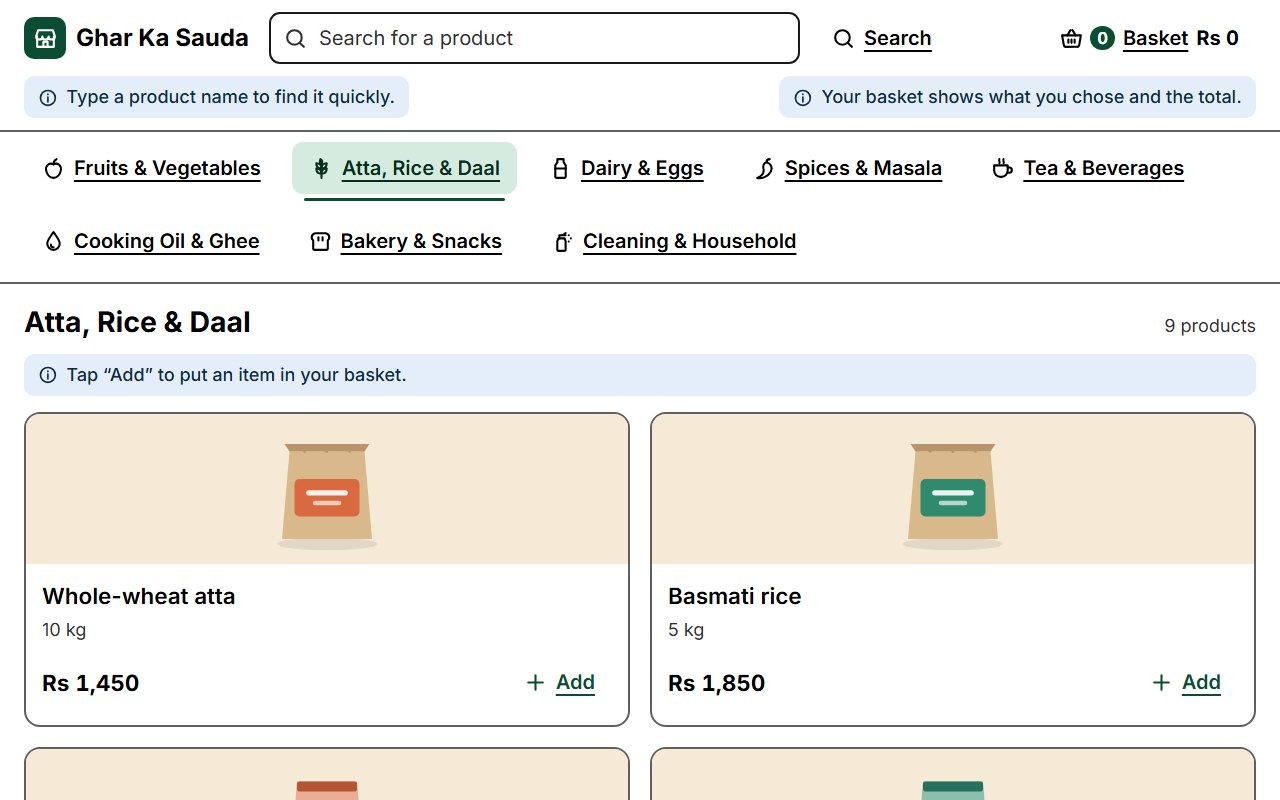 Ghar Ka Sauda
Search for a product
Search
0 Basket Rs 0
Type a product name to find it quickly.
Your basket shows what you chose and the total.
Fruits & Vegetables
Atta, Rice & Daal
Dairy & Eggs
Spices & Masala
Tea & Beverages
Cooking Oil & Ghee
Bakery & Snacks
Cleaning & Household
Atta, Rice & Daal
9 products
Tap “Add” to put an item in your basket.
Whole-wheat atta
10 kg
Rs 1,450
Add
Basmati rice
5 kg
Rs 1,850
Add